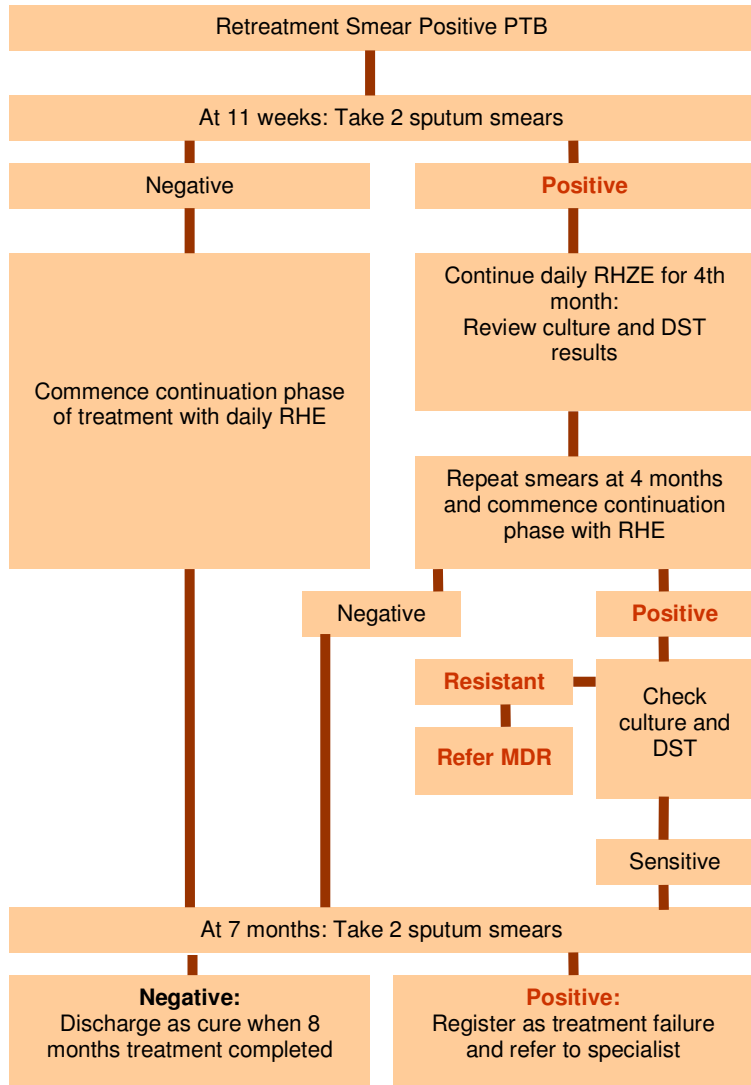 Retreatment Smear Positive PTB
At 11 weeks: Take 2 sputum smears
Negative
Positive
Commence continuation phase
of treatment with daily RHE
Continue daily RHZE for 4th
month:
Review culture and DST
results
Repeat smears at 4 months
and commence continuation
phase with RHE
Negative
Positive
Resistant
Refer MDR
Check
culture and
DST
Sensitive
At 7 months: Take 2 sputum smears
Negative:
Discharge as cure when 8
months treatment completed
Positive:
Register as treatment failure
and refer to specialist